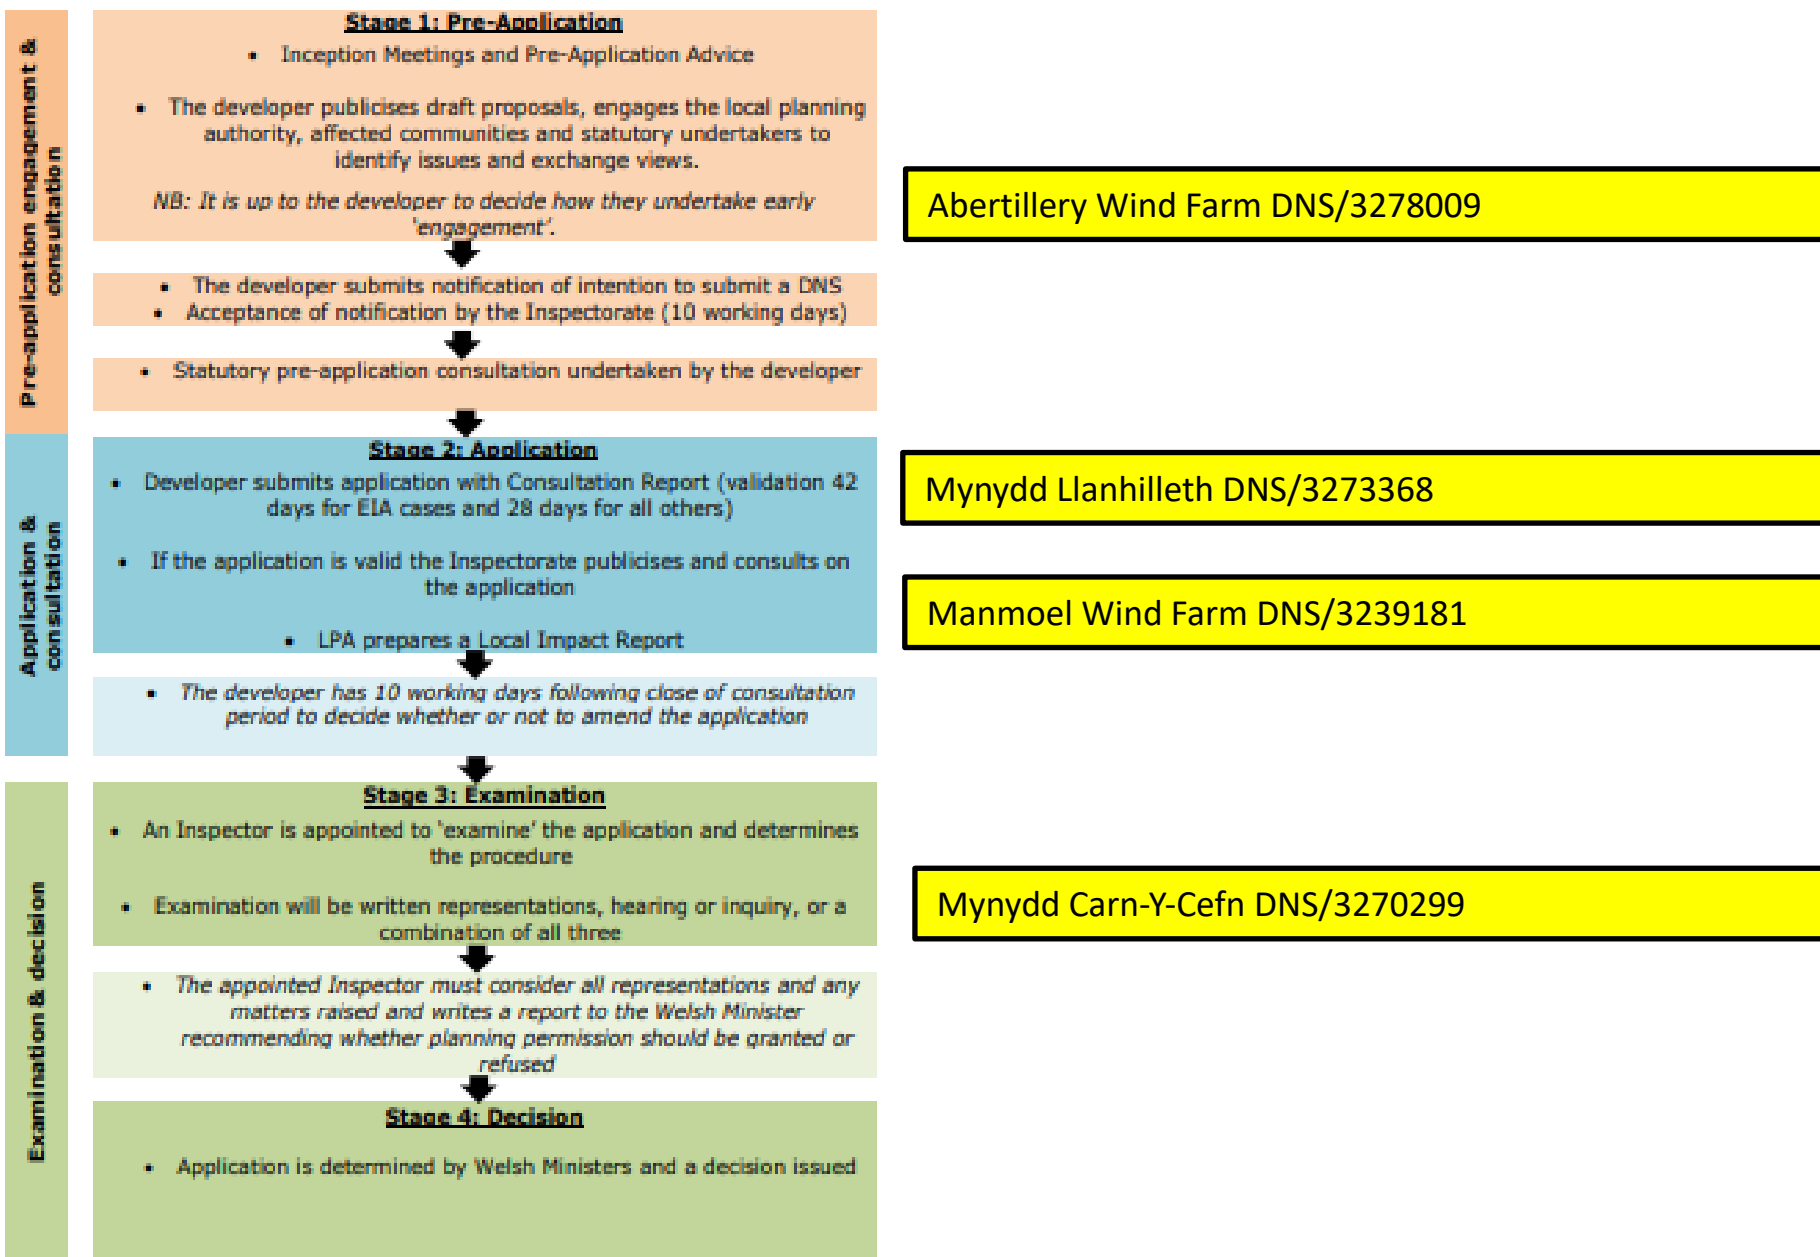 Pre-application engagement &
consultation
Stage 1: Pre-Application
• Inception Meetings and Pre-Application Advice
• The developer publicises draft proposals, engages the local planning
authority, affected communities and statutory undertakers to
identify issues and exchange views.
NB: It is up to the developer to decide how they undertake early
'engagement'.
Abertillery Wind Farm DNS/3278009
• The developer submits notification of intention to submit a DNS
• Acceptance of notification by the Inspectorate (10 working days)
• Statutory pre-application consultation undertaken by the developer
Application &
consultation
Stage 2: Application
• Developer submits application with Consultation Report (validation 42
days for EIA cases and 28 days for all others)
Mynydd Llanhilleth DNS/3273368
• If the application is valid the Inspectorate publicises and consults on
the application
Manmoel Wind Farm DNS/3239181
• LPA prepares a Local Impact Report
• The developer has 10 working days following close of consultation
period to decide whether or not to amend the application
Examination & decision
Stage 3: Examination
• An Inspector is appointed to 'examine' the application and determines
the procedure
• Examination will be written representations, hearing or inquiry, or a
combination of all three
Mynydd Carn-Y-Cefn DNS/3270299
• The appointed Inspector must consider all representations and any
matters raised and writes a report to the Welsh Minister
recommending whether planning permission should be granted or
refused
Stage 4: Decision
• Application is determined by Welsh Ministers and a decision issued